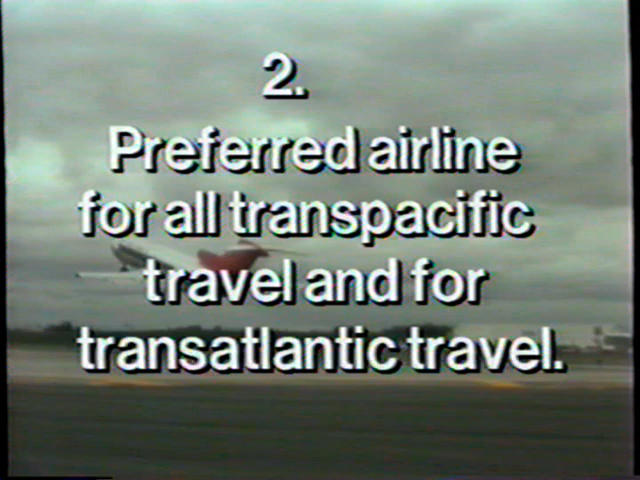 2.
Preferred airline
for all transpacific
travel and for
transatlantic travel.